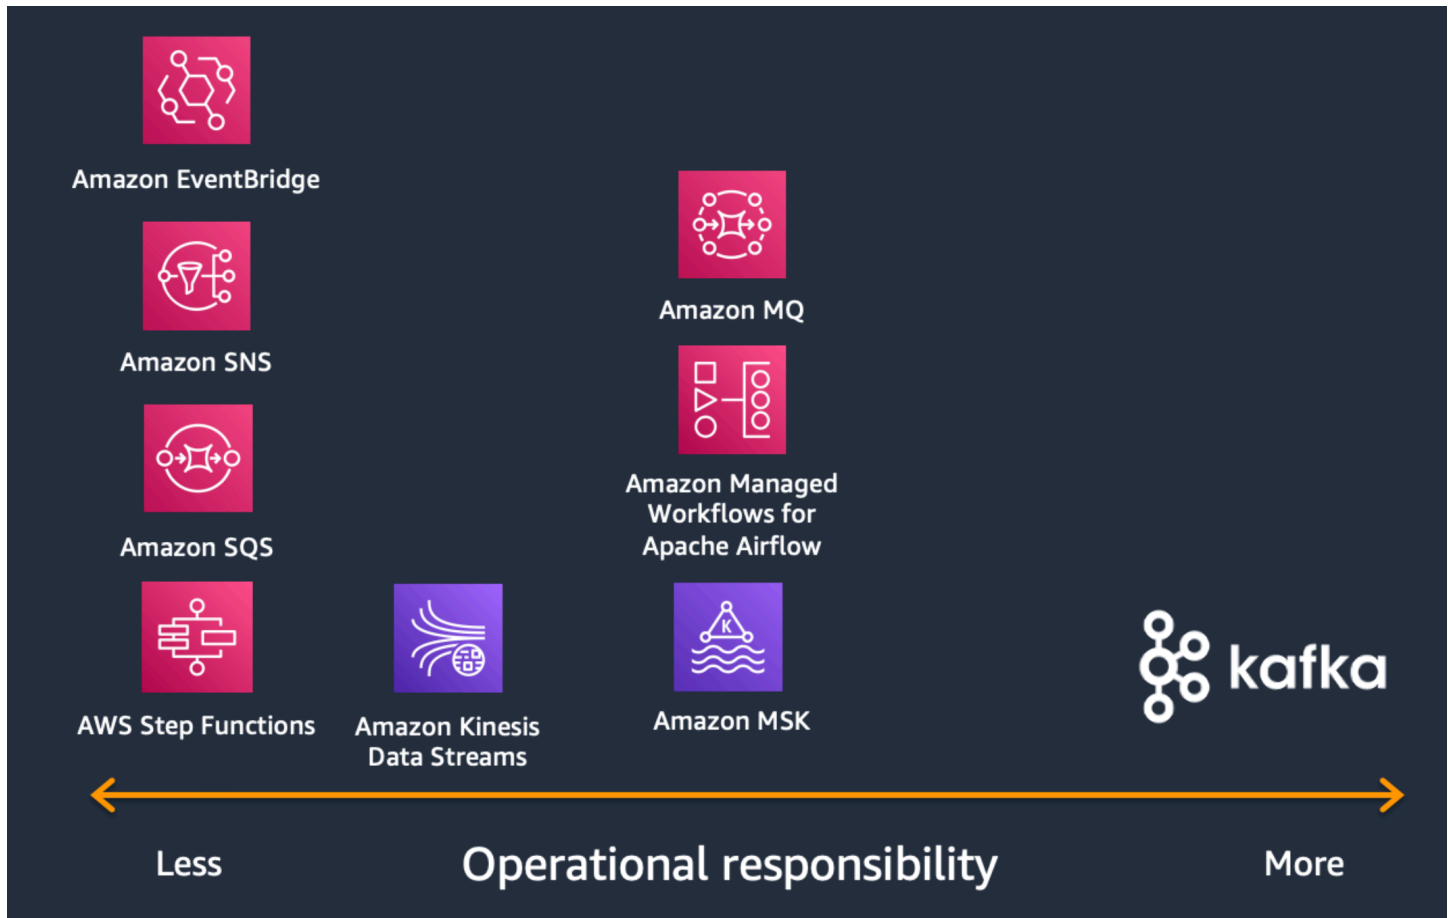 Amazon EventBridge
Amazon SNS
Amazon SQS
AWS Step Functions
Amazon Kinesis
Data Streams
Amazon MQ
Amazon Managed
Workflows for
Apache Airflow
K
Amazon MSK
kafka
Less
Operational responsibility
More